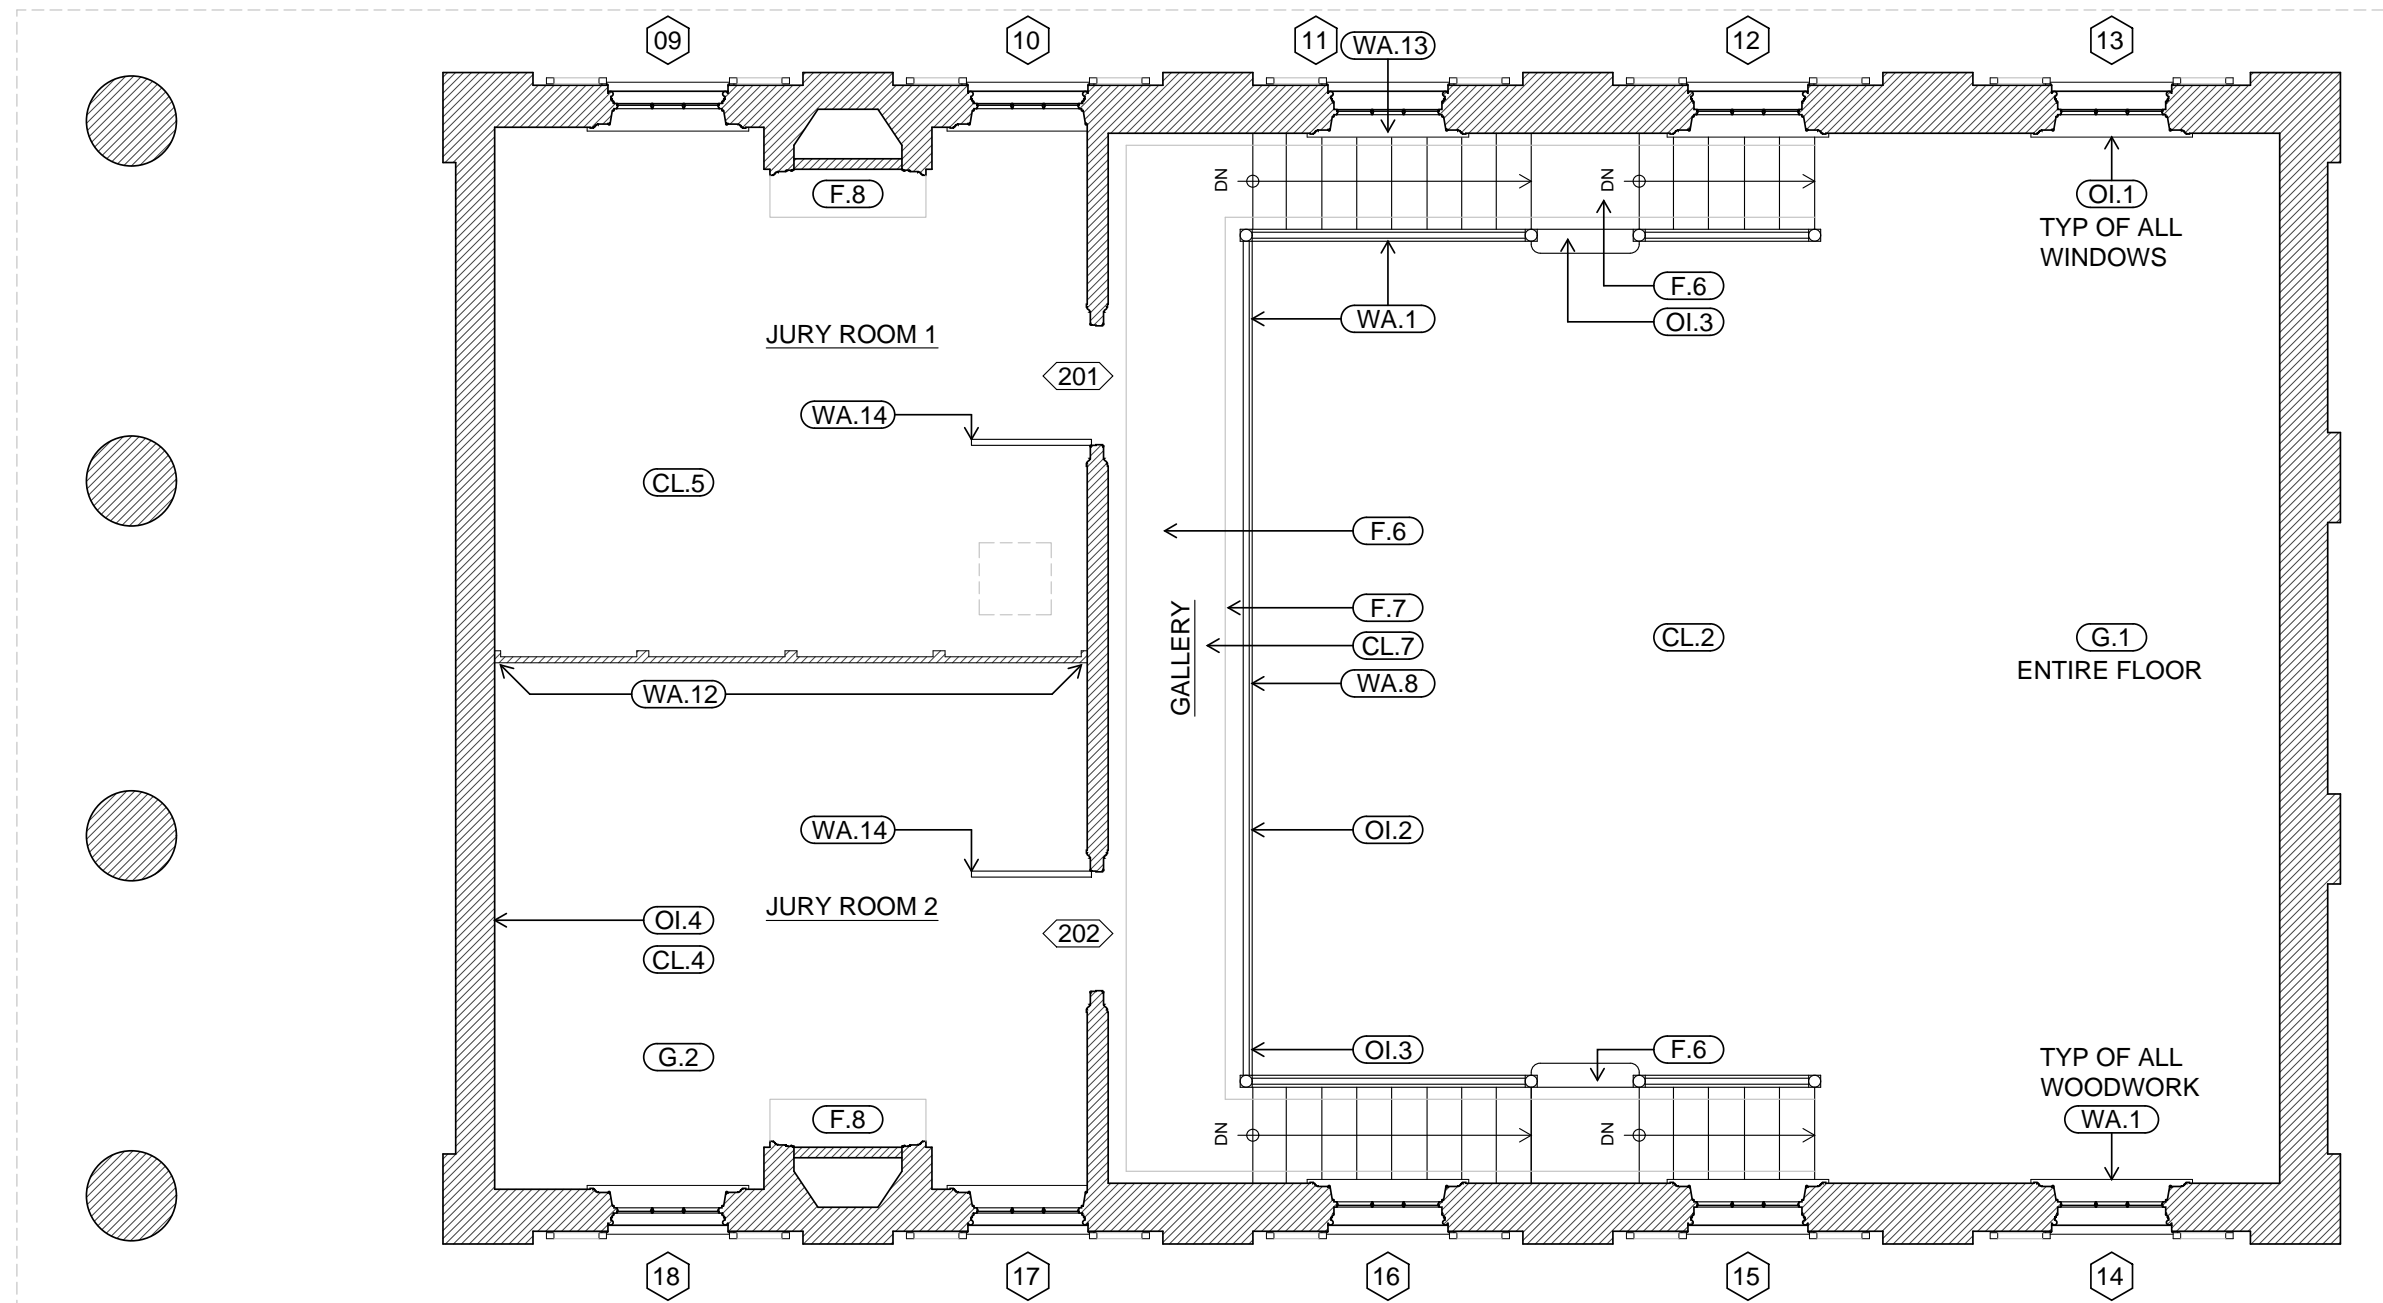 09
10
11
WA.13
12
13
F.8
DN
DN
OI.1
TYP OF ALL
WINDOWS
F.6
WA.1
OI.3
JURY ROOM 1
201
WA.14
CL.5
F.6
F.7
GALLERY
CL.7
CL.2
G.1
ENTIRE FLOOR
WA.12
WA.8
WA.14
OI.2
JURY ROOM 2
OI.4
202
CL.4
G.2
OI.3
F.6
TYP OF ALL
WOODWORK
WA.1
F.8
DN
DN
18
17
16
15
14